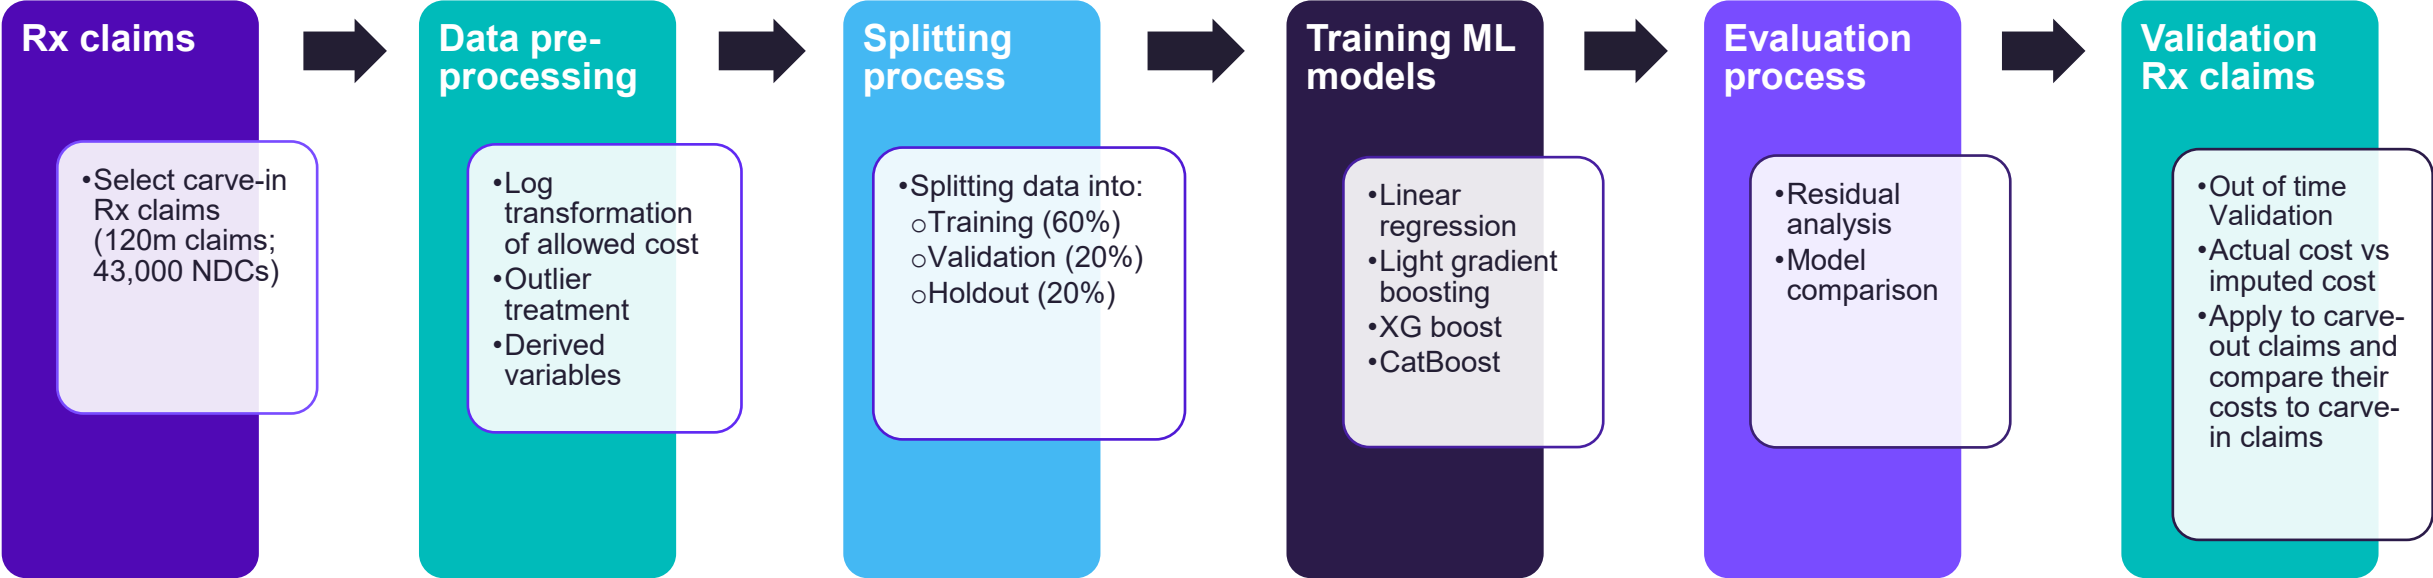 Rx claims
•Select carve-in
Rx claims
(120m claims;
43,000 NDCs)
Data pre-
processing
•Log
transformation
of allowed cost
•Outlier
treatment
•Derived
variables
Splitting
process
•Splitting data into:
oTraining (60%)
oValidation (20%)
oHoldout (20%)
Training ML
models
•Linear
regression
•Light gradient
boosting
•XG boost
•CatBoost
Evaluation
process
•Residual
analysis
•Model
comparison
Validation
Rx claims
•Out of time
Validation
•Actual cost vs
imputed cost
•Apply to carve-
out claims and
compare their
costs to carve-
in claims